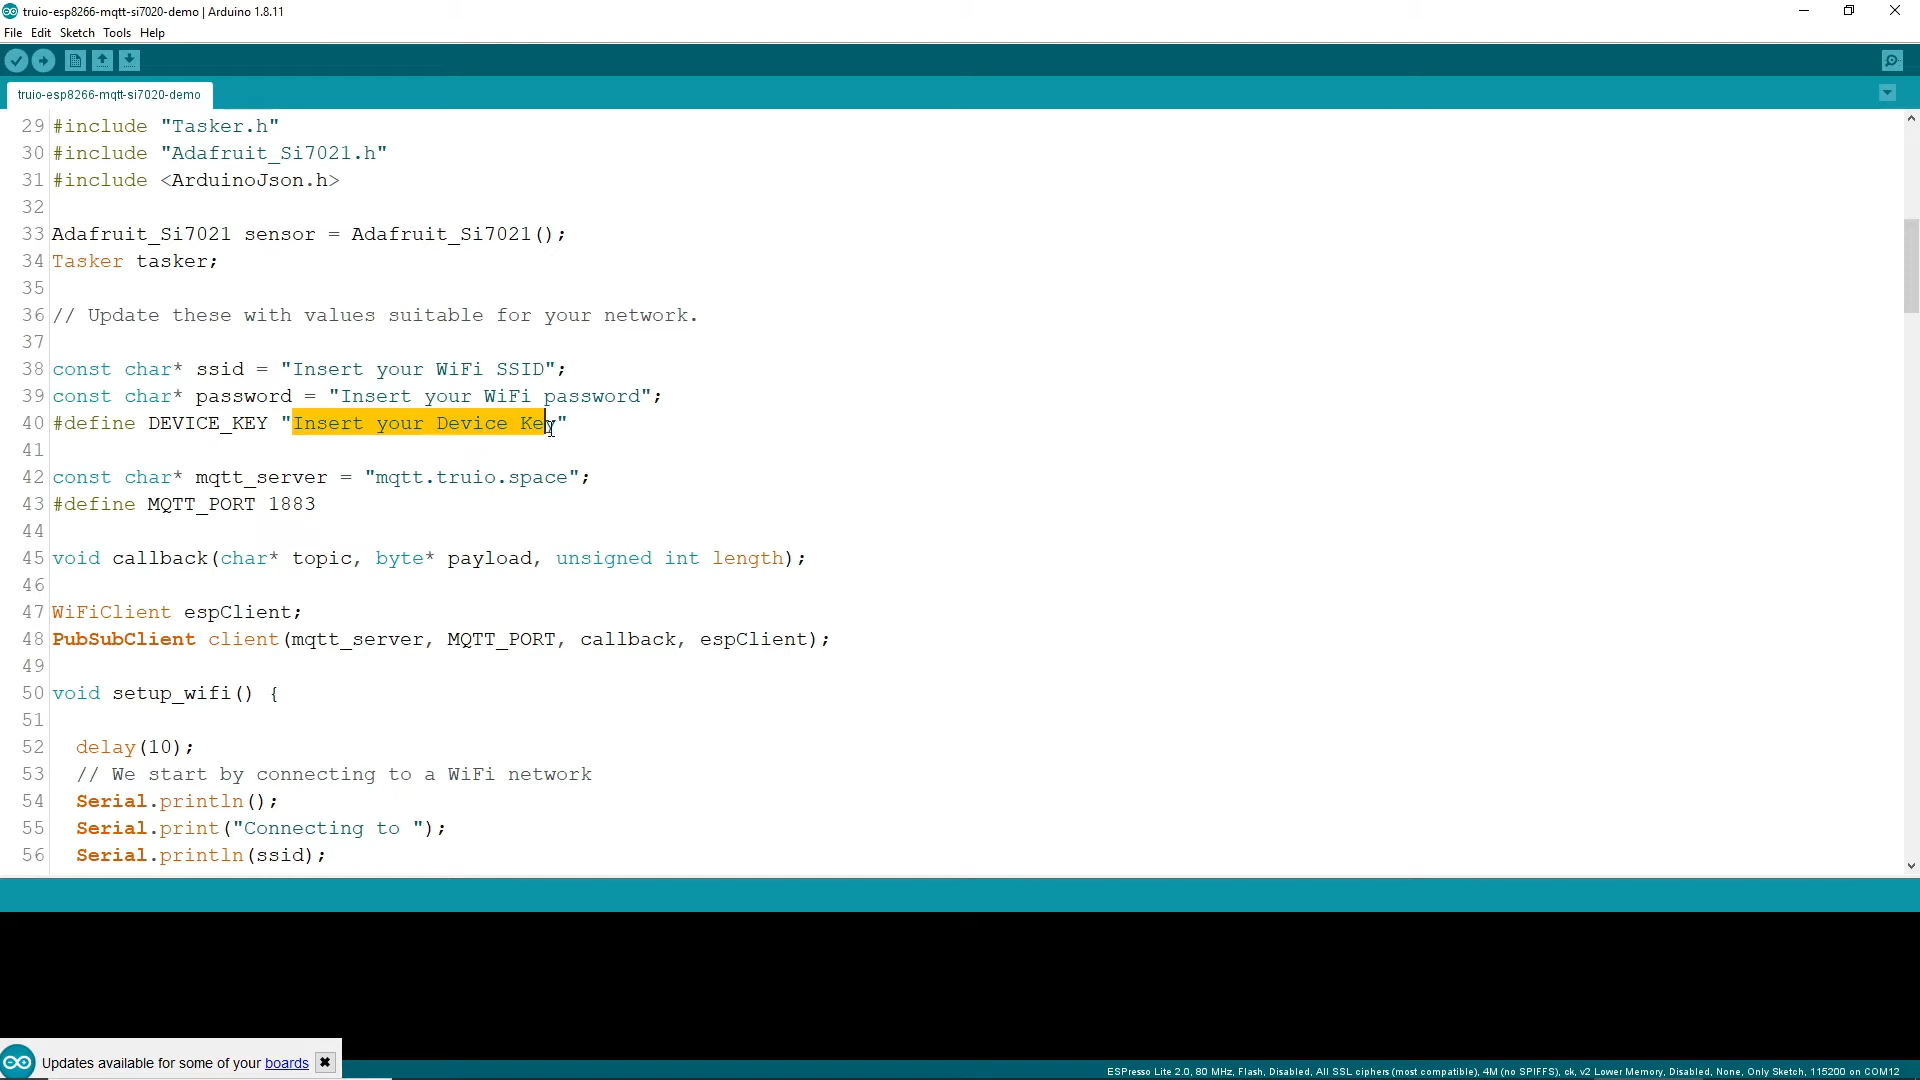 truio-esp8266-mqtt-si7020-demo | Arduino 1.8.11
File Edit Sketch Tools Help
truio-esp8266-mqtt-si7020-demo
29 #include "Tasker.h"
30 #include "Adafruit_Si7021.h"
31 #include <ArduinoJson.h>
32
33 Adafruit_Si7021 sensor = Adafruit_Si7021();
34 Tasker tasker;
35
36 // Update these with values suitable for your network.
37
38 const char* ssid = "Insert your WiFi SSID";
39 const char* password = "Insert your WiFi password";
40 #define DEVICE_KEY "Insert your Device Key"
41
42 const char* mqtt_server = "mqtt.truio.space";
43 #define MQTT_PORT 1883
44
45 void callback(char* topic, byte* payload, unsigned int length);
46
47 WiFiClient espClient;
48 PubSubClient client(mqtt_server, MQTT_PORT, callback, espClient);
49
50 void setup_wifi() {
51
52   delay(10);
53   // We start by connecting to a WiFi network
54   Serial.println();
55   Serial.print("Connecting to ");
56   Serial.println(ssid);
Updates available for some of your boards
ESPresso Lite 2.0, 80 MHz, Flash, Disabled, All SSL ciphers (most compatible), 4M (no SPIFFS), ck, v2 Lower Memory, Disabled, None, Only Sketch, 115200 on COM12